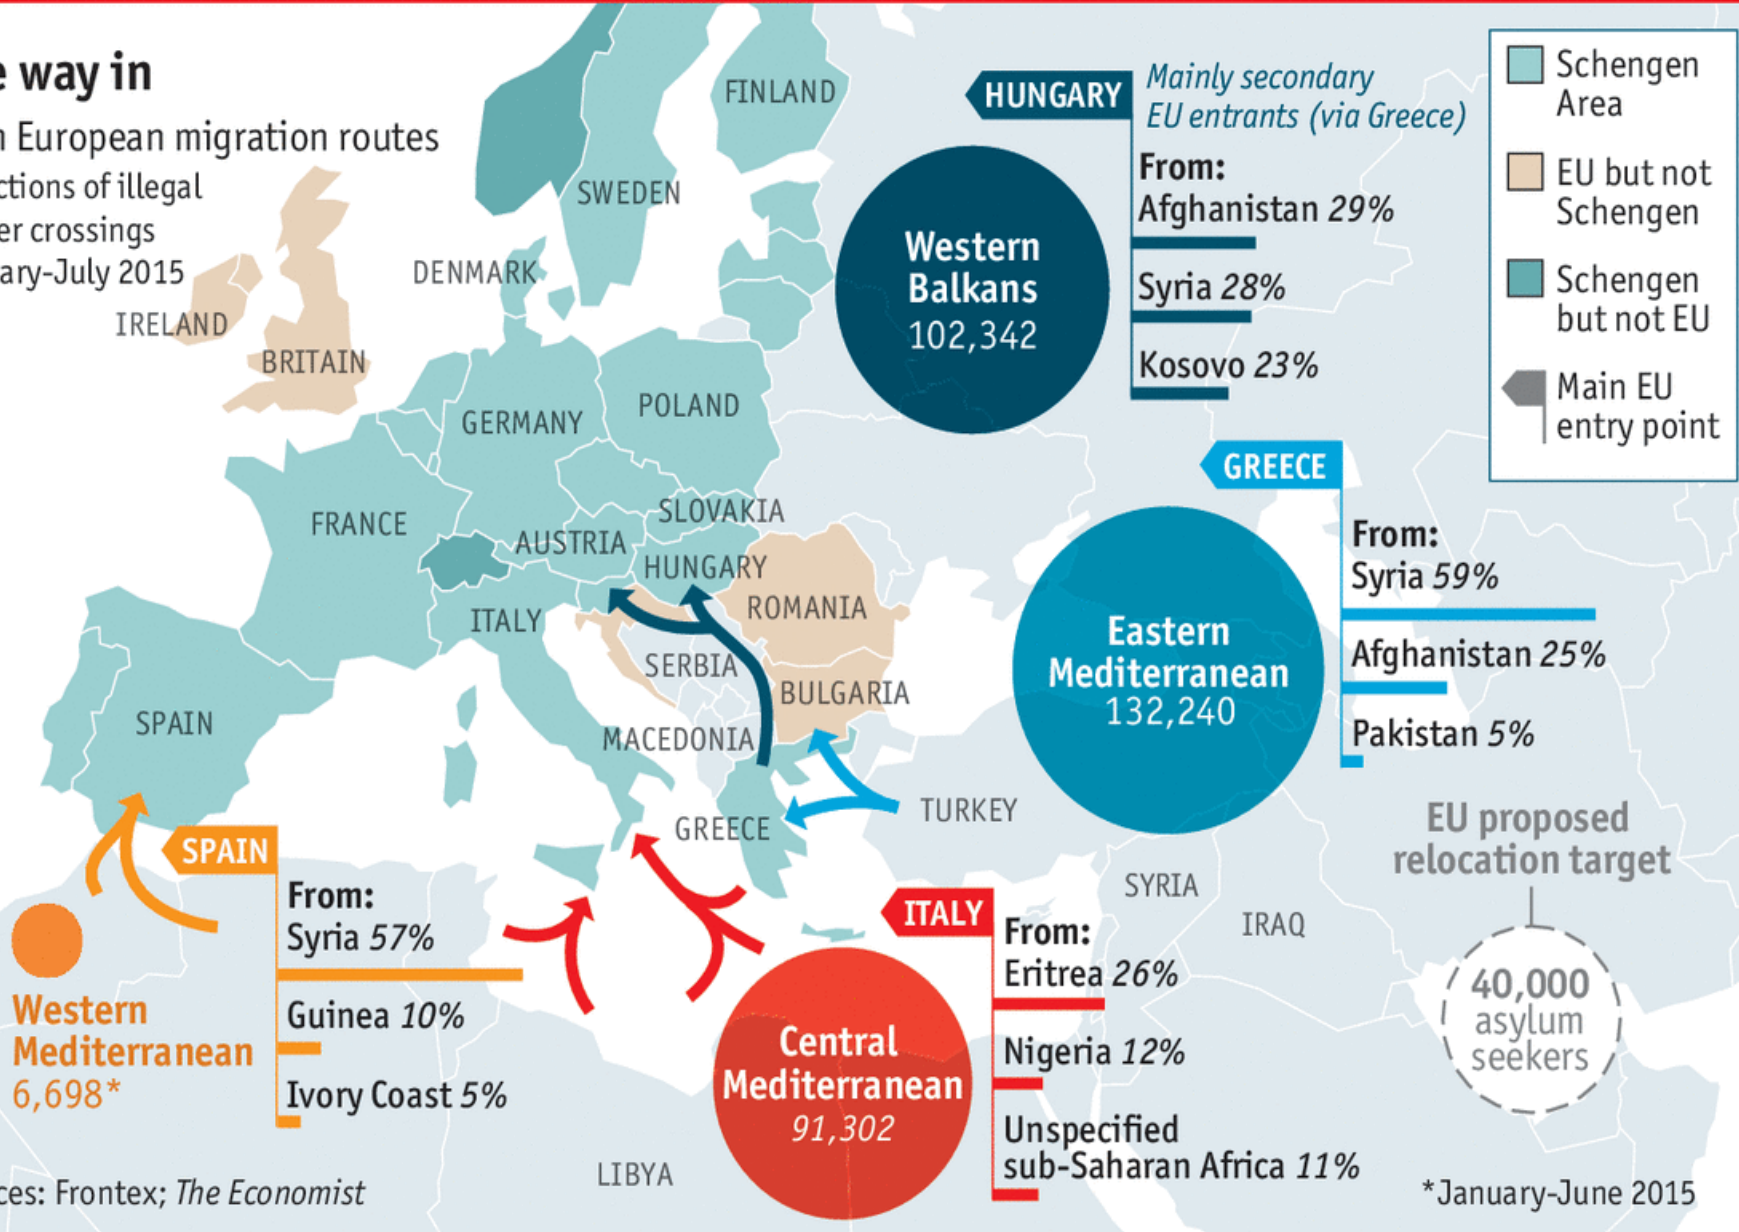 e way in
n European migration routes
ctions of illegal
er crossings
ary-July 2015
FINLAND
SWEDEN
DENMARK
IRELAND
BRITAIN
GERMANY
POLAND
FRANCE
SLOVAKIA
AUSTRIA
HUNGARY
ITALY
ROMANIA
SERBIA
BULGARIA
SPAIN
MACEDONIA
GREECE
TURKEY
SYRIA
IRAQ
LIBYA
HUNGARY
Mainly secondary
EU entrants (via Greece)
Western
Balkans
102,342
From:
Afghanistan 29%
Syria 28%
Kosovo 23%
Schengen
Area
EU but not
Schengen
Schengen
but not EU
Main EU
entry point
GREECE
Eastern
Mediterranean
132,240
From:
Syria 59%
Afghanistan 25%
Pakistan 5%
EU proposed
relocation target
40,000
asylum
seekers
SPAIN
Western
Mediterranean
6,698*
From:
Syria 57%
Guinea 10%
Ivory Coast 5%
ITALY
Central
Mediterranean
91,302
From:
Eritrea 26%
Nigeria 12%
Unspecified
sub-Saharan Africa 11%
ces: Frontex; The Economist
*January-June 2015